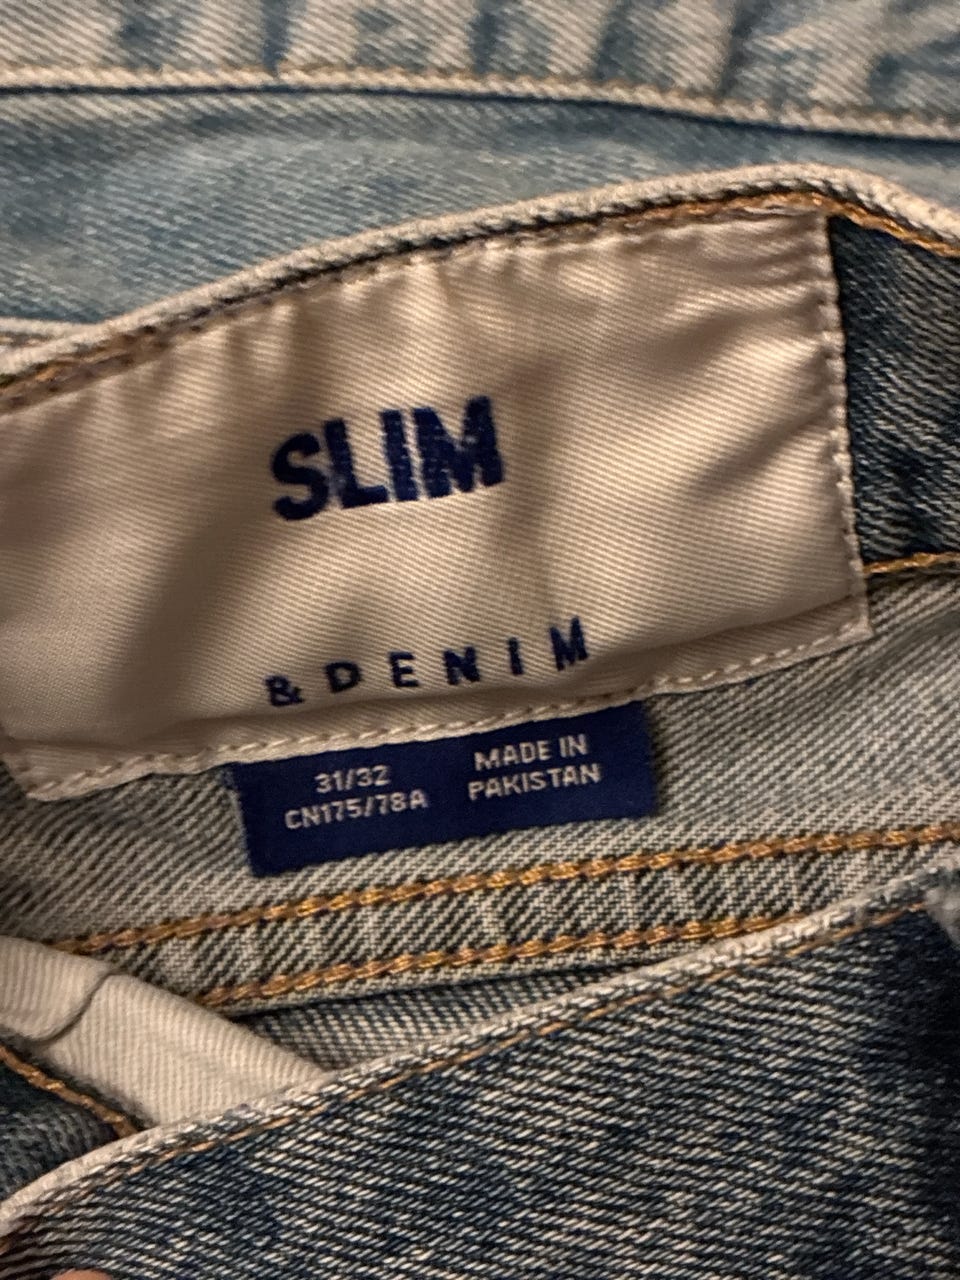 SLIM
& DENIM
31/32
CN175/78A
MADE IN
PAKISTAN